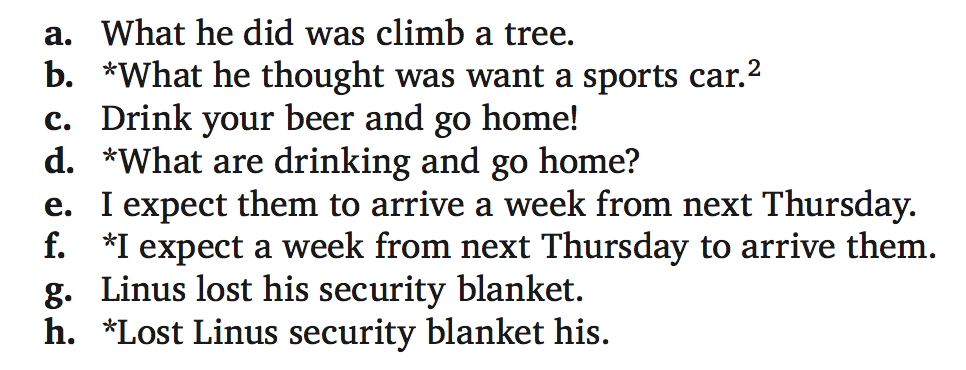 a. What he did was climb a tree.
b. *What he thought was want a sports car.²
c. Drink your beer and go home!
d. *What are drinking and go home?
e. I expect them to arrive a week from next Thursday.
f. *I expect a week from next Thursday to arrive them.
g. Linus lost his security blanket.
h. *Lost Linus security blanket his.